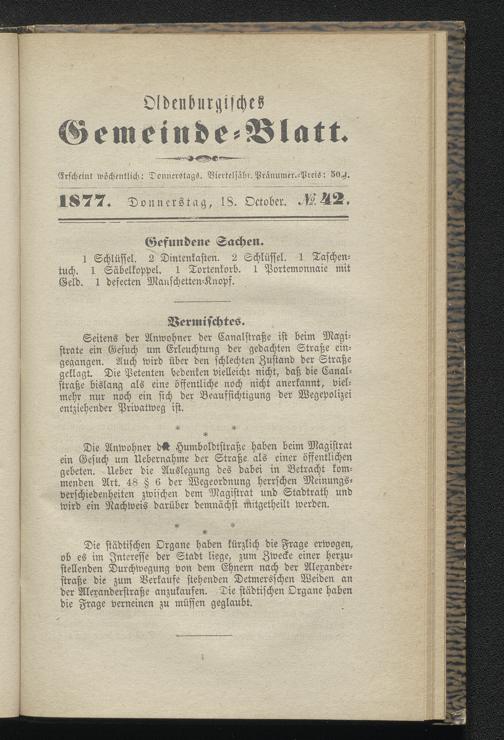 Oldenburgisches
Gemeinde-Blatt.
Erscheint wöchentlich: Donnerstags. Vierteljähr. Pränumer.-Preis: 50 ₰.
1877. Donnerstag, 18. October. № 42.
Gefundene Sachen.
1 Schlüssel. 2 Dintenkasten. 2 Schlüssel. 1 Taschen-
tuch. 1 Säbelkoppel. 1 Tortenkorb. 1 Portemonnaie mit
Geld. 1 defecten Manschetten-Knopf.
Vermischtes.
Seitens der Anwohner der Canalstraße ist beim Magi-
strate ein Gesuch um Erleuchtung der gedachten Straße ein-
gegangen. Auch wird über den schlechten Zustand der Straße
geklagt. Die Petenten bedenken vielleicht nicht, daß die Canal-
straße bislang als eine öffentliche noch nicht anerkannt, viel-
mehr nur noch ein sich der Beaufsichtigung der Wegepolizei
entziehender Privatweg ist.
* * *
Die Anwohner der Humboldtstraße haben beim Magistrat
ein Gesuch um Uebernahme der Straße als einer öffentlichen
gebeten. Ueber die Auslegung des dabei in Betracht kom-
menden Art. 48 § 6 der Wegeordnung herrschen Meinungs-
verschiedenheiten zwischen dem Magistrat und Stadtrath und
wird ein Nachweis darüber demnächst mitgetheilt werden.
* * *
Die städtischen Organe haben kürzlich die Frage erwogen,
ob es im Interesse der Stadt liege, zum Zwecke einer herzu-
stellenden Durchwegung von dem Ehnern nach der Alexander-
straße die zum Verkaufe stehenden Detmersschen Weiden an
der Alexanderstraße anzukaufen. Die städtischen Organe haben
die Frage verneinen zu müssen geglaubt.